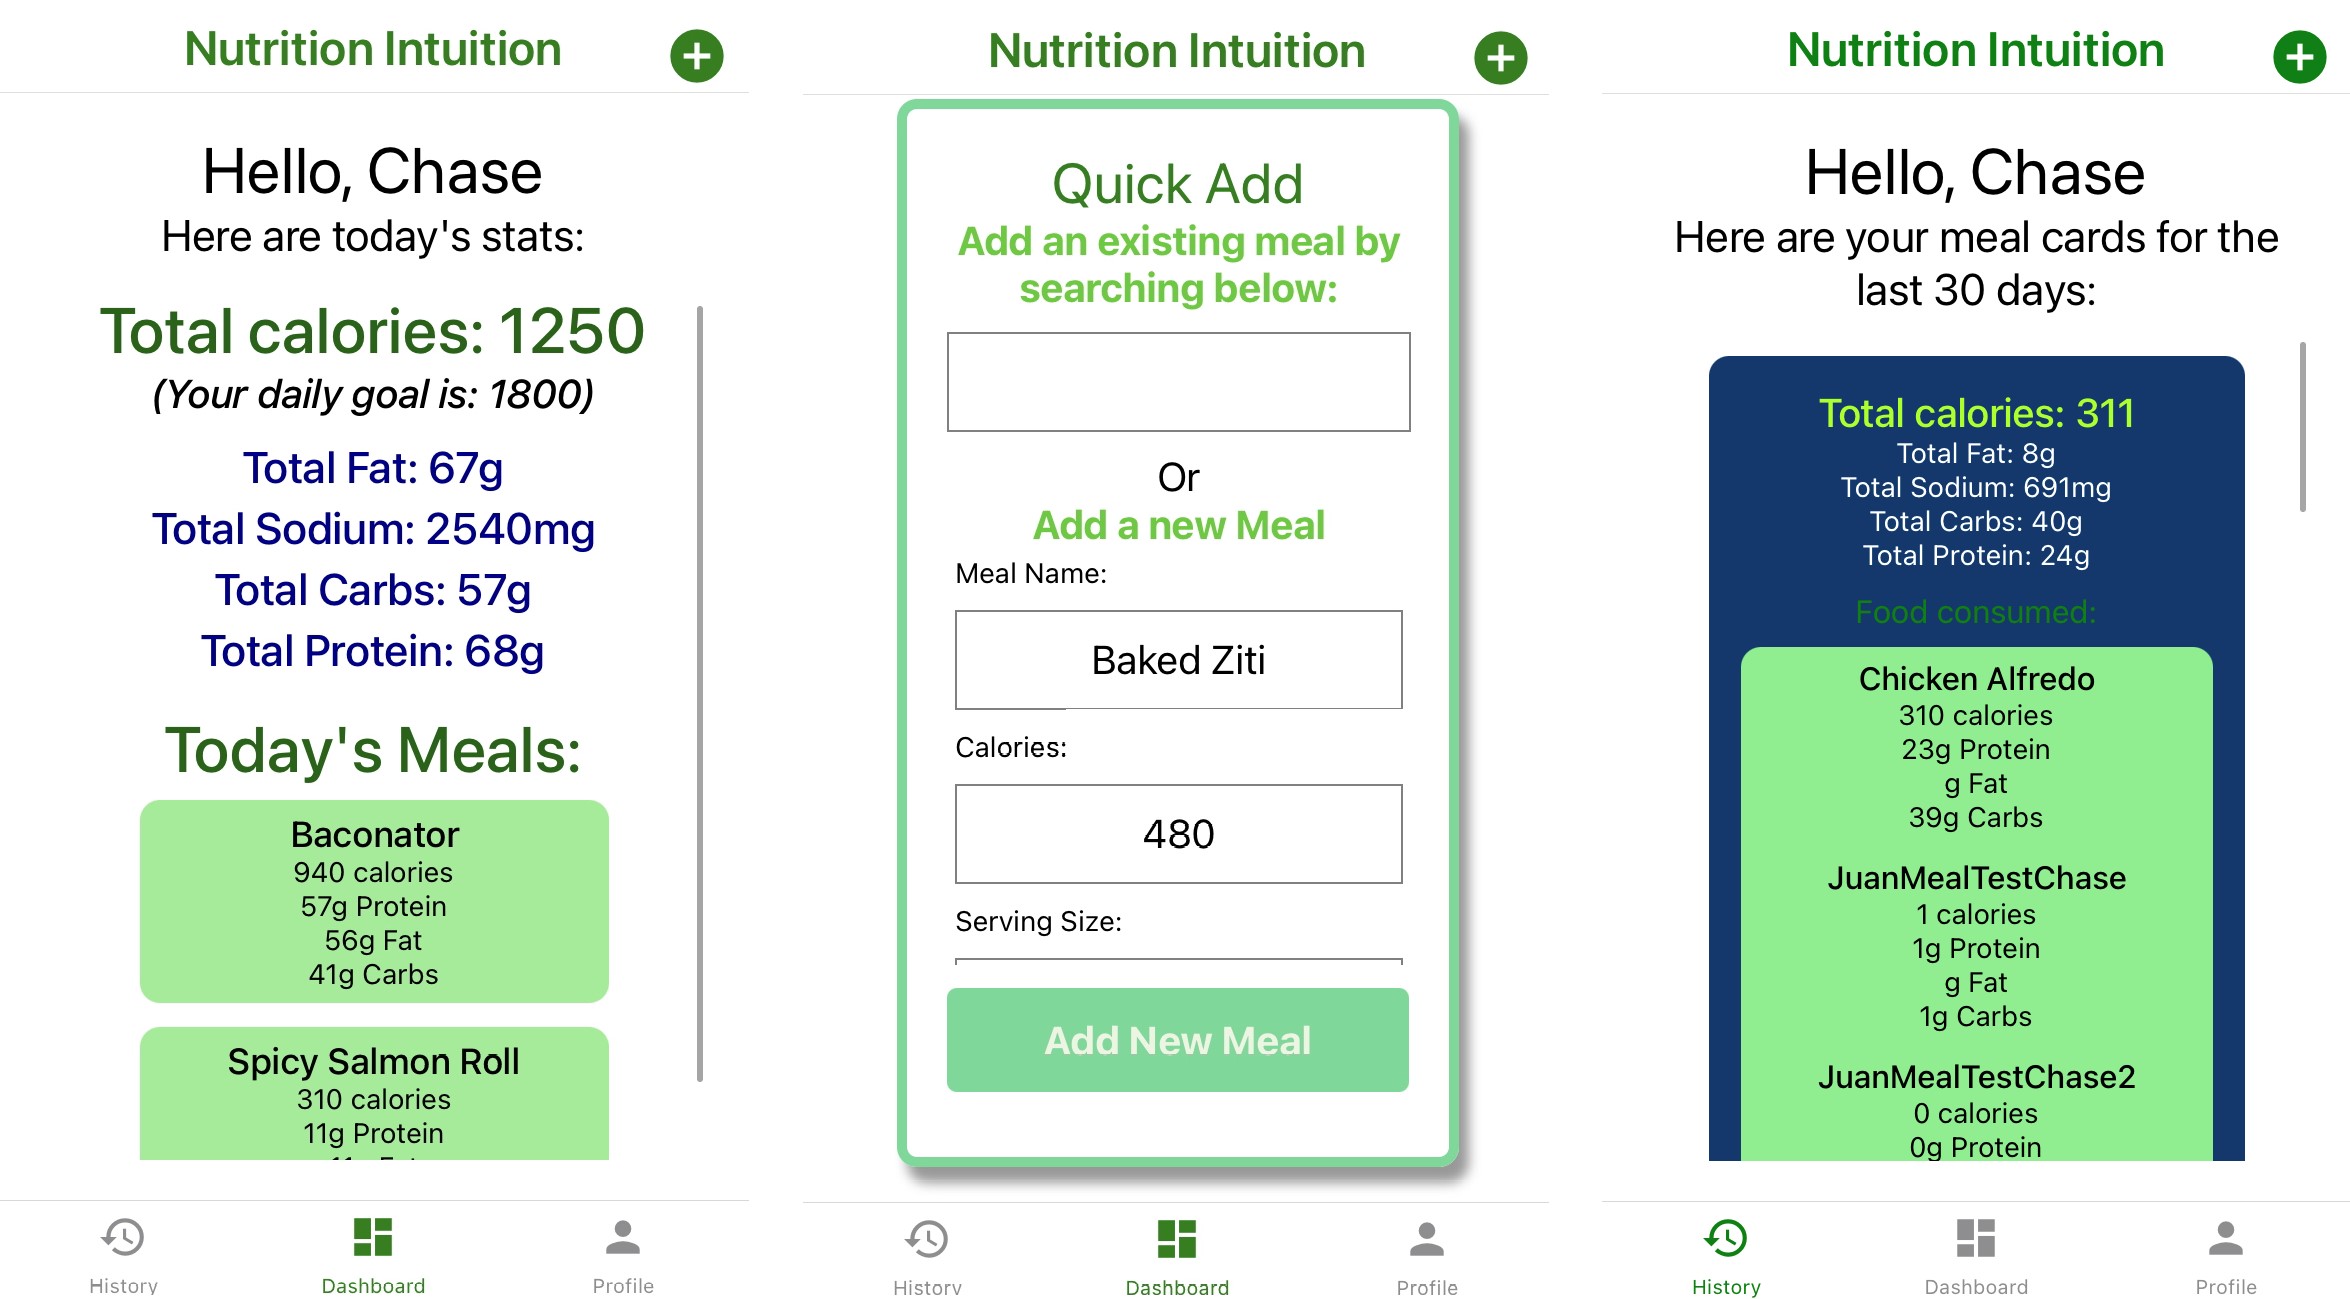 Nutrition Intuition
Hello, Chase
Here are today's stats:
Total calories: 1250
(Your daily goal is: 1800)
Total Fat: 67g
Total Sodium: 2540mg
Total Carbs: 57g
Total Protein: 68g
Today's Meals:
Baconator
940 calories
57g Protein
56g Fat
41g Carbs
Spicy Salmon Roll
310 calories
11g Protein
History
Dashboard
Profile
Nutrition Intuition
Quick Add
Add an existing meal by
searching below:
Or
Add a new Meal
Meal Name:
Baked Ziti
Calories:
480
Serving Size:
Add New Meal
History
Dashboard
Profile
Nutrition Intuition
Hello, Chase
Here are your meal cards for the
last 30 days:
Total calories: 311
Total Fat: 8g
Total Sodium: 691mg
Total Carbs: 40g
Total Protein: 24g
Food consumed:
Chicken Alfredo
310 calories
23g Protein
g Fat
39g Carbs
JuanMealTestChase
1 calories
1g Protein
g Fat
1g Carbs
JuanMealTestChase2
0 calories
0g Protein
History
Dashboard
Profile